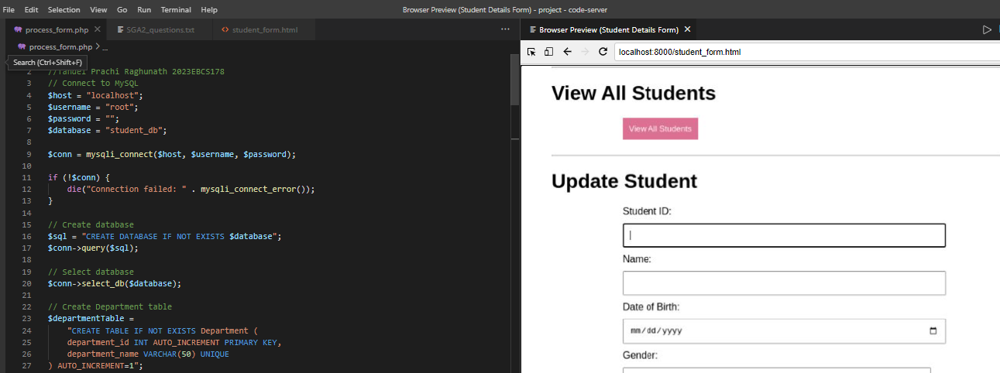 File Edit Selection View Go Run Terminal Help
Browser Preview (Student Details Form) - project - code-server
process_form.php
SGA2_questions.txt
student_form.html
process_form.php > ...
Search (Ctrl+Shift+F)
2 Prachi Raghunath 2023EBCS178
3 // Connect to MySQL
4 $host = "localhost";
5 $username = "root";
6 $password = "";
7 $database = "student_db";
8
9 $conn = mysqli_connect($host, $username, $password);
10
11 if (!$conn) {
12 die("Connection failed: " . mysqli_connect_error());
13 }
14
15 // Create database
16 $sql = "CREATE DATABASE IF NOT EXISTS $database";
17 $conn->query($sql);
18
19 // Select database
20 $conn->select_db($database);
21
22 // Create Department table
23 $departmentTable =
24 "CREATE TABLE IF NOT EXISTS Department (
25 department_id INT AUTO_INCREMENT PRIMARY KEY,
26 department_name VARCHAR(50) UNIQUE
27 ) AUTO_INCREMENT=1";
Browser Preview (Student Details Form)
localhost:8000/student_form.html
View All Students
View All Students
Update Student
Student ID:
Name:
Date of Birth:
mm/dd/yyyy
Gender: